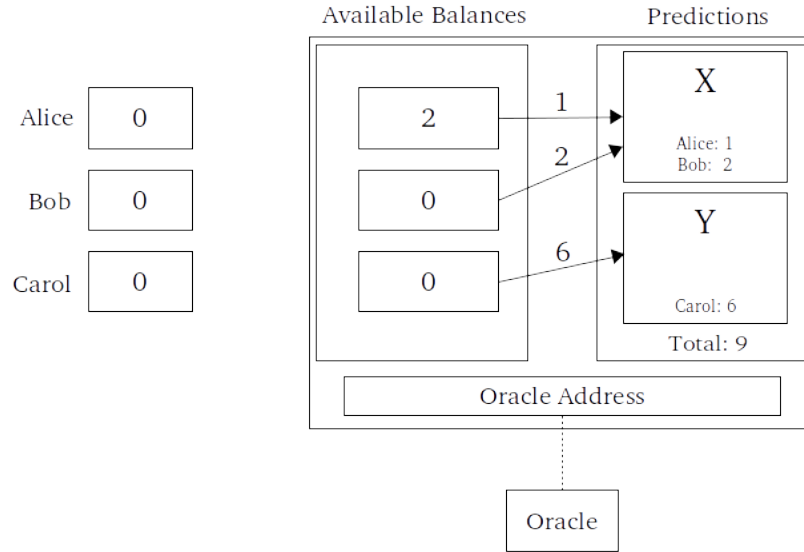 Available Balances
Predictions
Alice
0
2
1
X
Alice: 1
Bob: 2
Bob
0
0
2
Carol
0
0
6
Y
Carol: 6
Total: 9
Oracle Address
Oracle